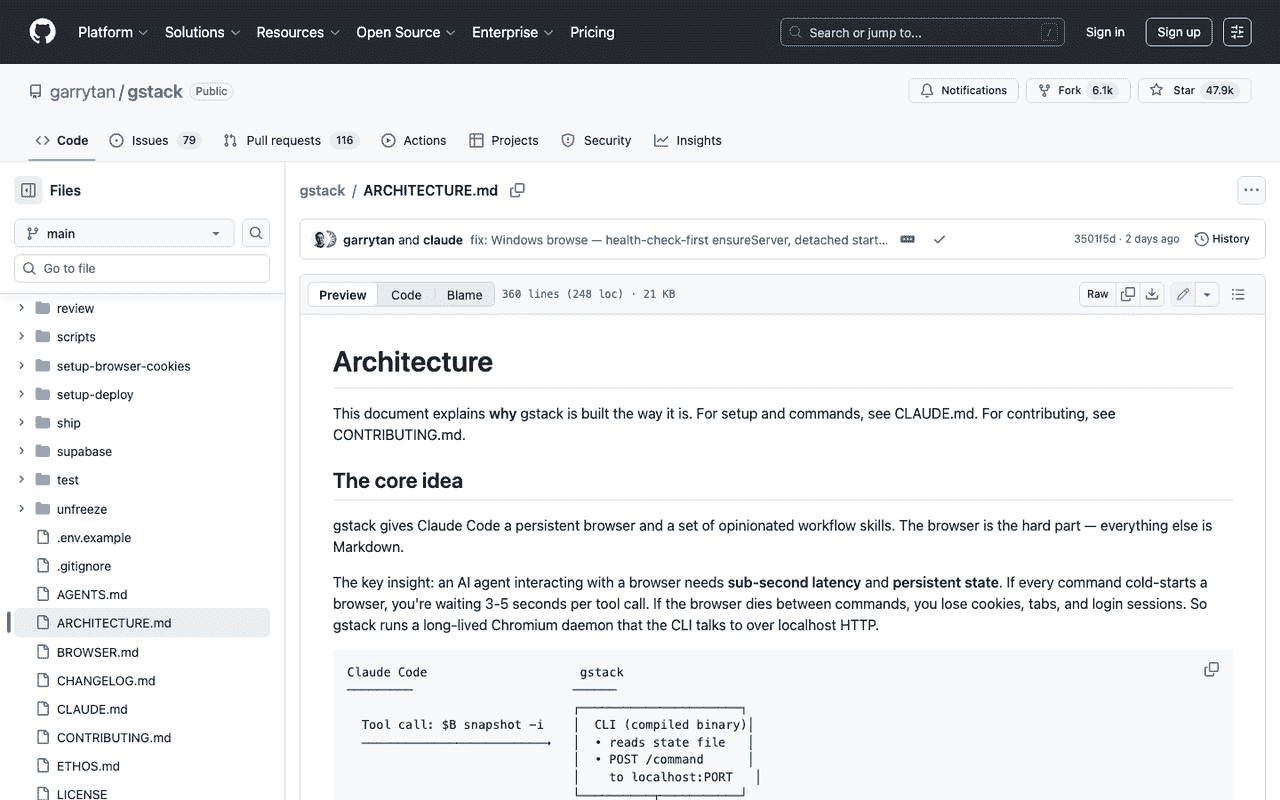 Platform Solutions Resources Open Source Enterprise Pricing Search or jump to... / Sign in Sign up
garrytan / gstack Public Notifications Fork 6.1k Star 47.9k
Code Issues 79 Pull requests 116 Actions Projects Security Insights
Files
main
Go to file
review
scripts
setup-browser-cookies
setup-deploy
ship
supabase
test
unfreeze
.env.example
.gitignore
AGENTS.md
ARCHITECTURE.md
BROWSER.md
CHANGELOG.md
CLAUDE.md
CONTRIBUTING.md
ETHOS.md
LICENSE
gstack / ARCHITECTURE.md
garrytan and claude fix: Windows browse — health-check-first ensureServer, detached start... 3501f5d · 2 days ago History
Preview Code Blame 360 lines (248 loc) · 21 KB Raw
Architecture
This document explains why gstack is built the way it is. For setup and commands, see CLAUDE.md. For contributing, see
CONTRIBUTING.md.
The core idea
gstack gives Claude Code a persistent browser and a set of opinionated workflow skills. The browser is the hard part — everything else is
Markdown.
The key insight: an AI agent interacting with a browser needs sub-second latency and persistent state. If every command cold-starts a
browser, you're waiting 3-5 seconds per tool call. If the browser dies between commands, you lose cookies, tabs, and login sessions. So
gstack runs a long-lived Chromium daemon that the CLI talks to over localhost HTTP.
Claude Code gstack
Tool call: $B snapshot -i CLI (compiled binary)
• reads state file
• POST /command
to localhost:PORT